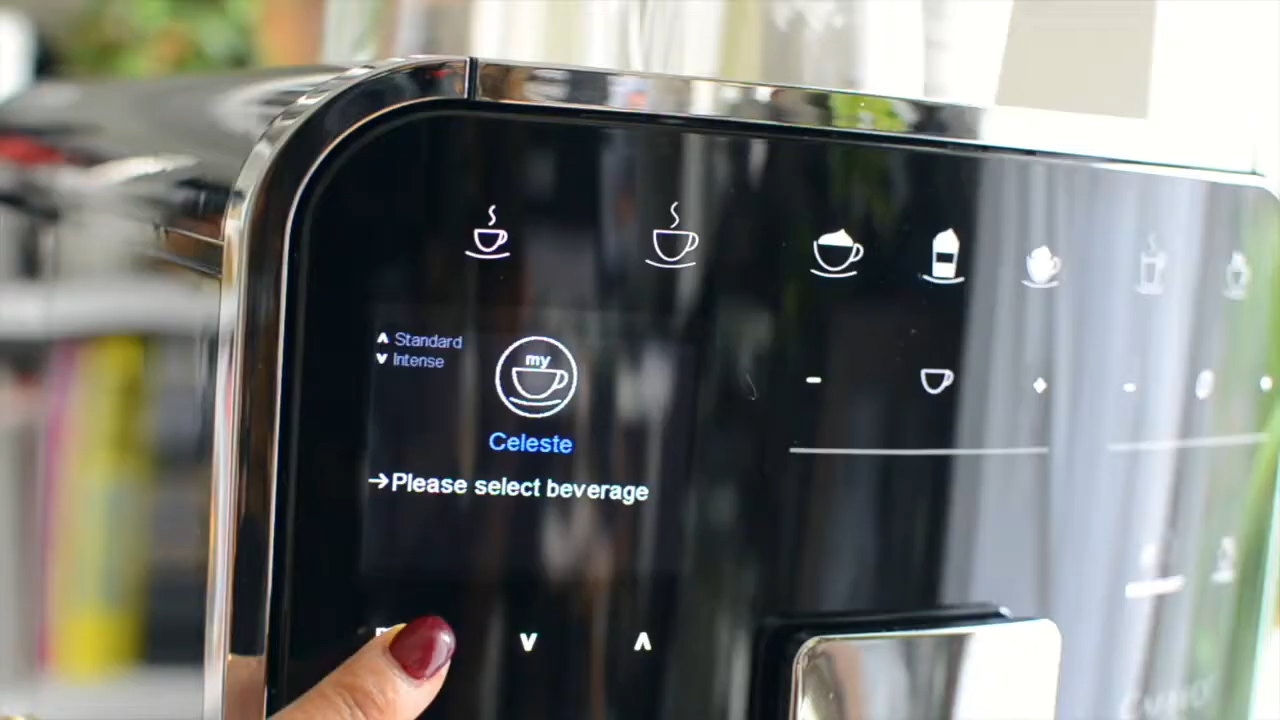 Standard
Intense
my
Celeste
→Please select beverage